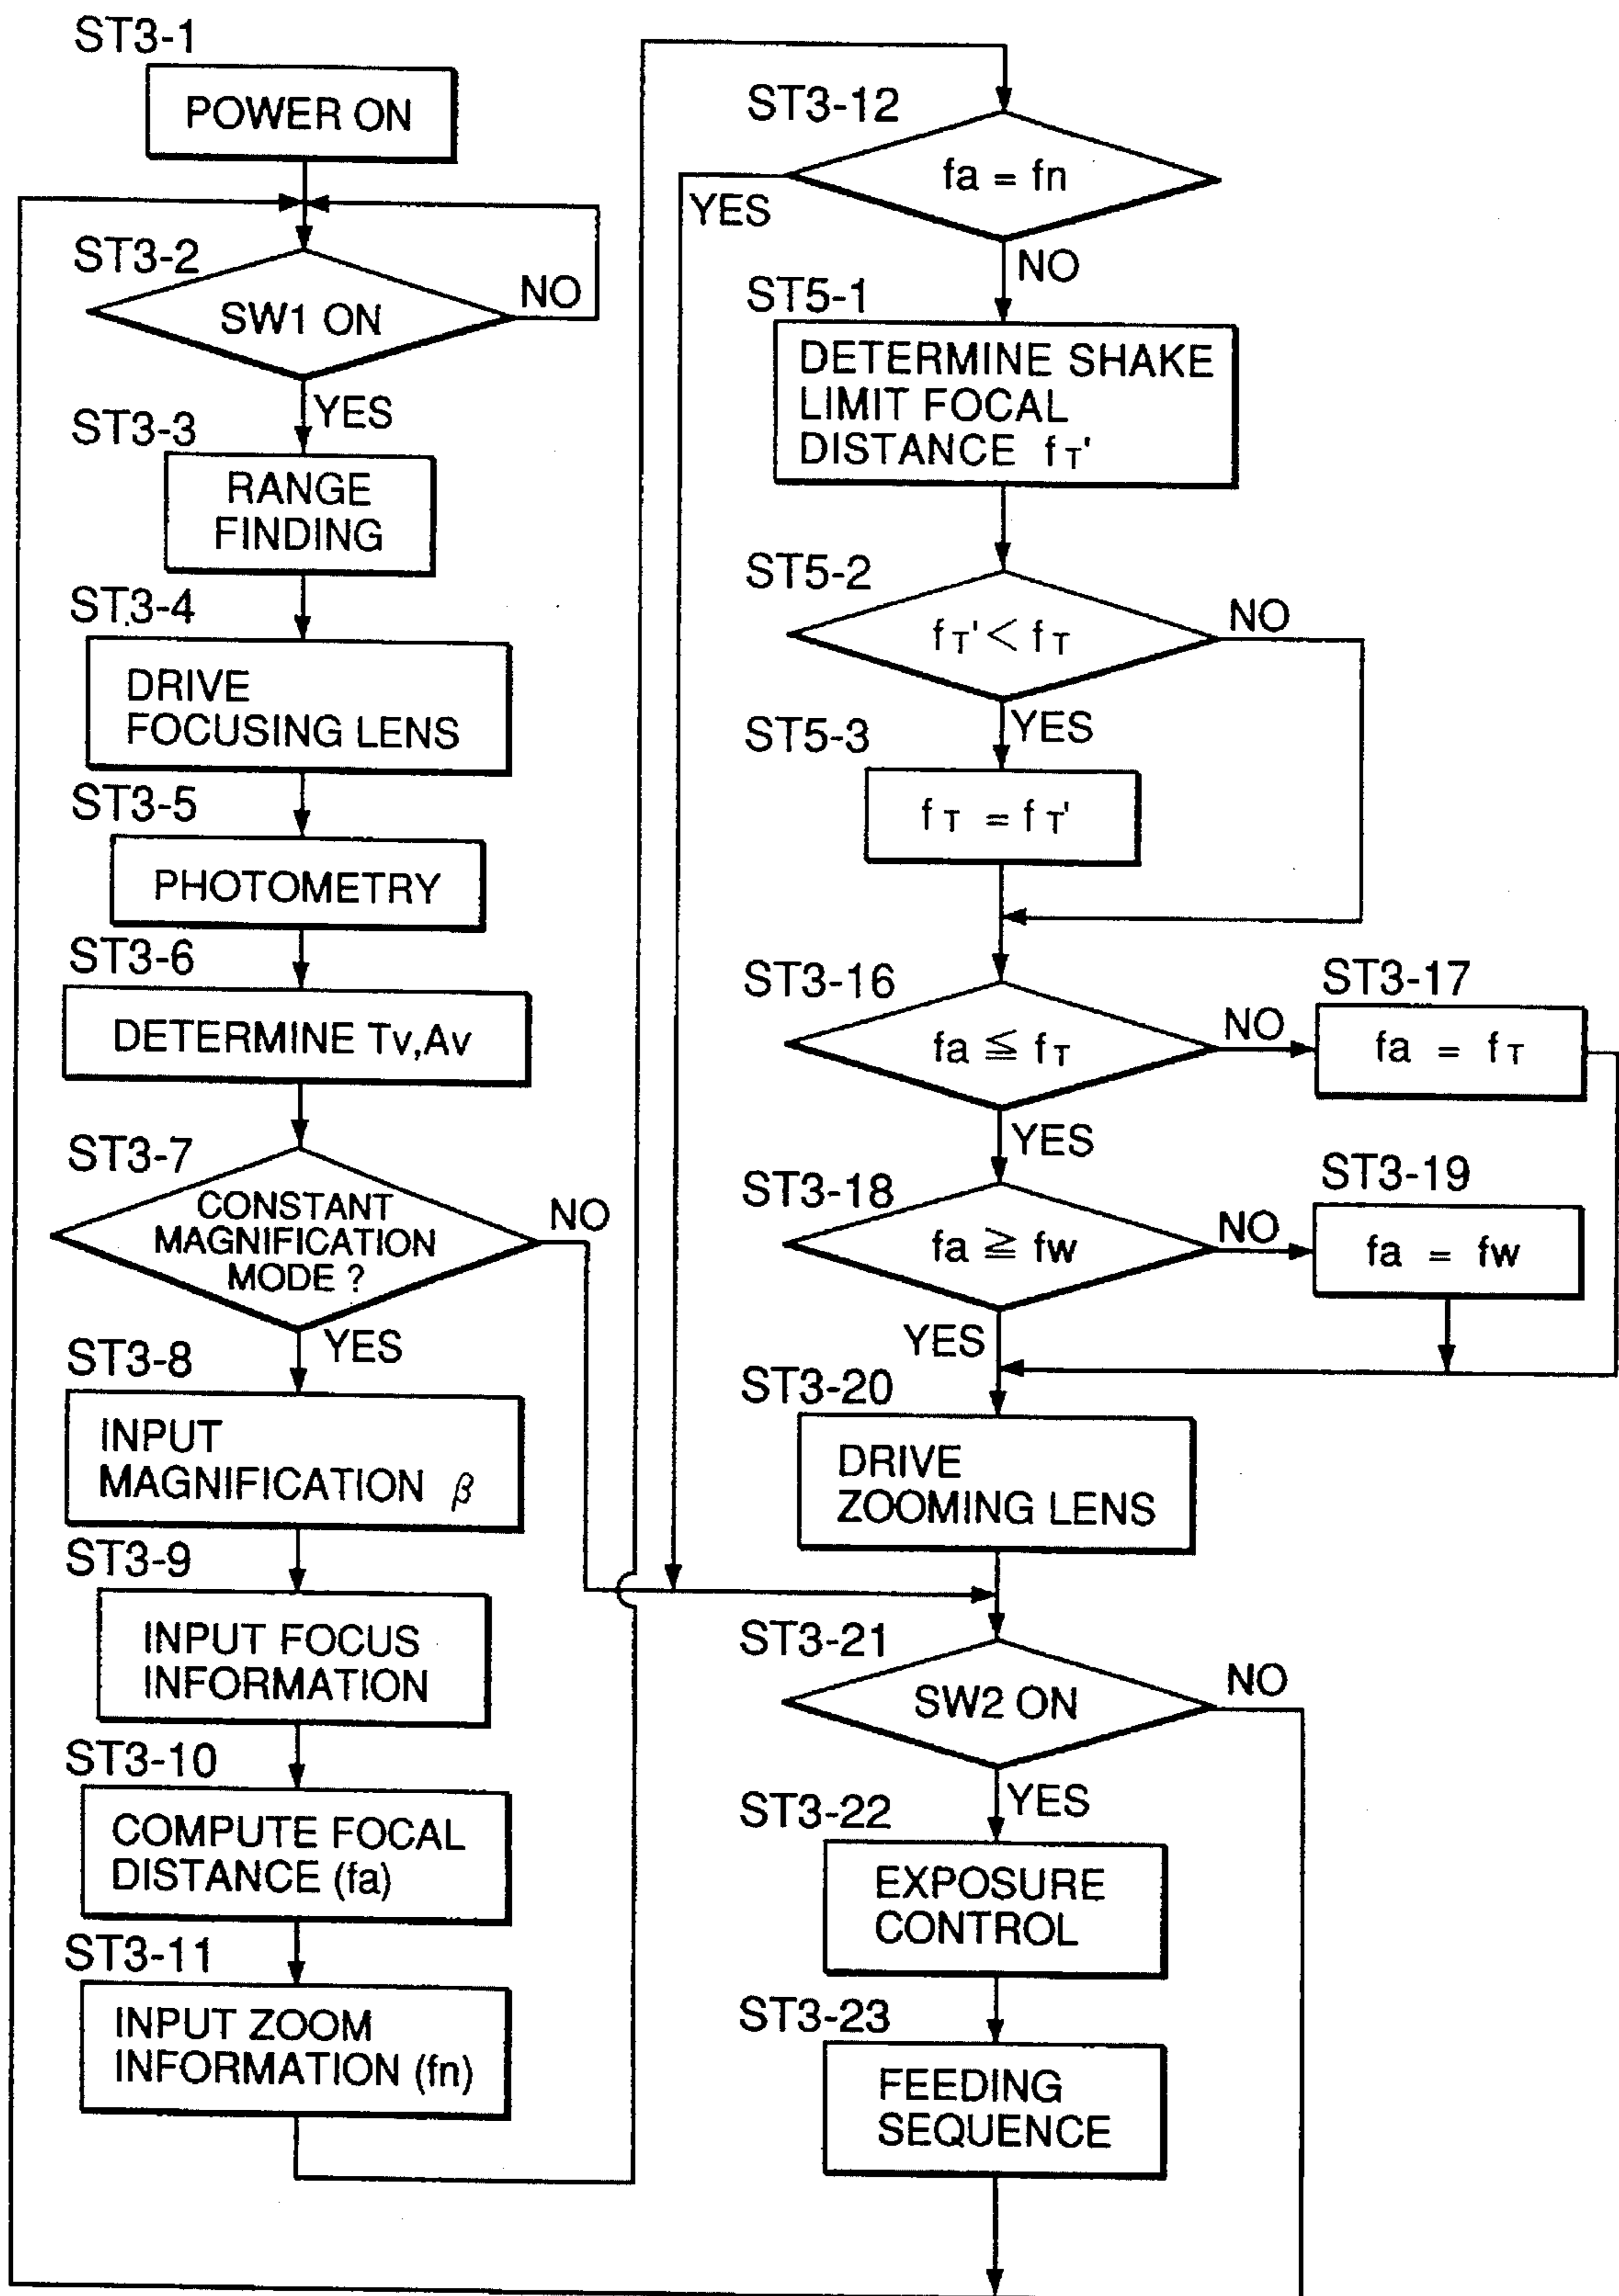 ST3-1
POWER ON
ST3-2
SW1 ON
NO
YES
ST3-3
RANGE
FINDING
ST3-4
DRIVE
FOCUSING LENS
ST3-5
PHOTOMETRY
ST3-6
DETERMINE Tv,Av
ST3-7
CONSTANT
MAGNIFICATION
MODE ?
NO
YES
ST3-8
INPUT
MAGNIFICATION β
ST3-9
INPUT FOCUS
INFORMATION
ST3-10
COMPUTE FOCAL
DISTANCE (fa)
ST3-11
INPUT ZOOM
INFORMATION (fn)
ST3-12
fa = fn
YES
NO
ST5-1
DETERMINE SHAKE
LIMIT FOCAL
DISTANCE fT'
ST5-2
fT' < fT
NO
YES
ST5-3
fT = fT'
ST3-16
fa ≦ fT
NO
ST3-17
fa = fT
YES
ST3-18
fa ≧ fw
NO
ST3-19
fa = fw
YES
ST3-20
DRIVE
ZOOMING LENS
ST3-21
SW2 ON
NO
YES
ST3-22
EXPOSURE
CONTROL
ST3-23
FEEDING
SEQUENCE